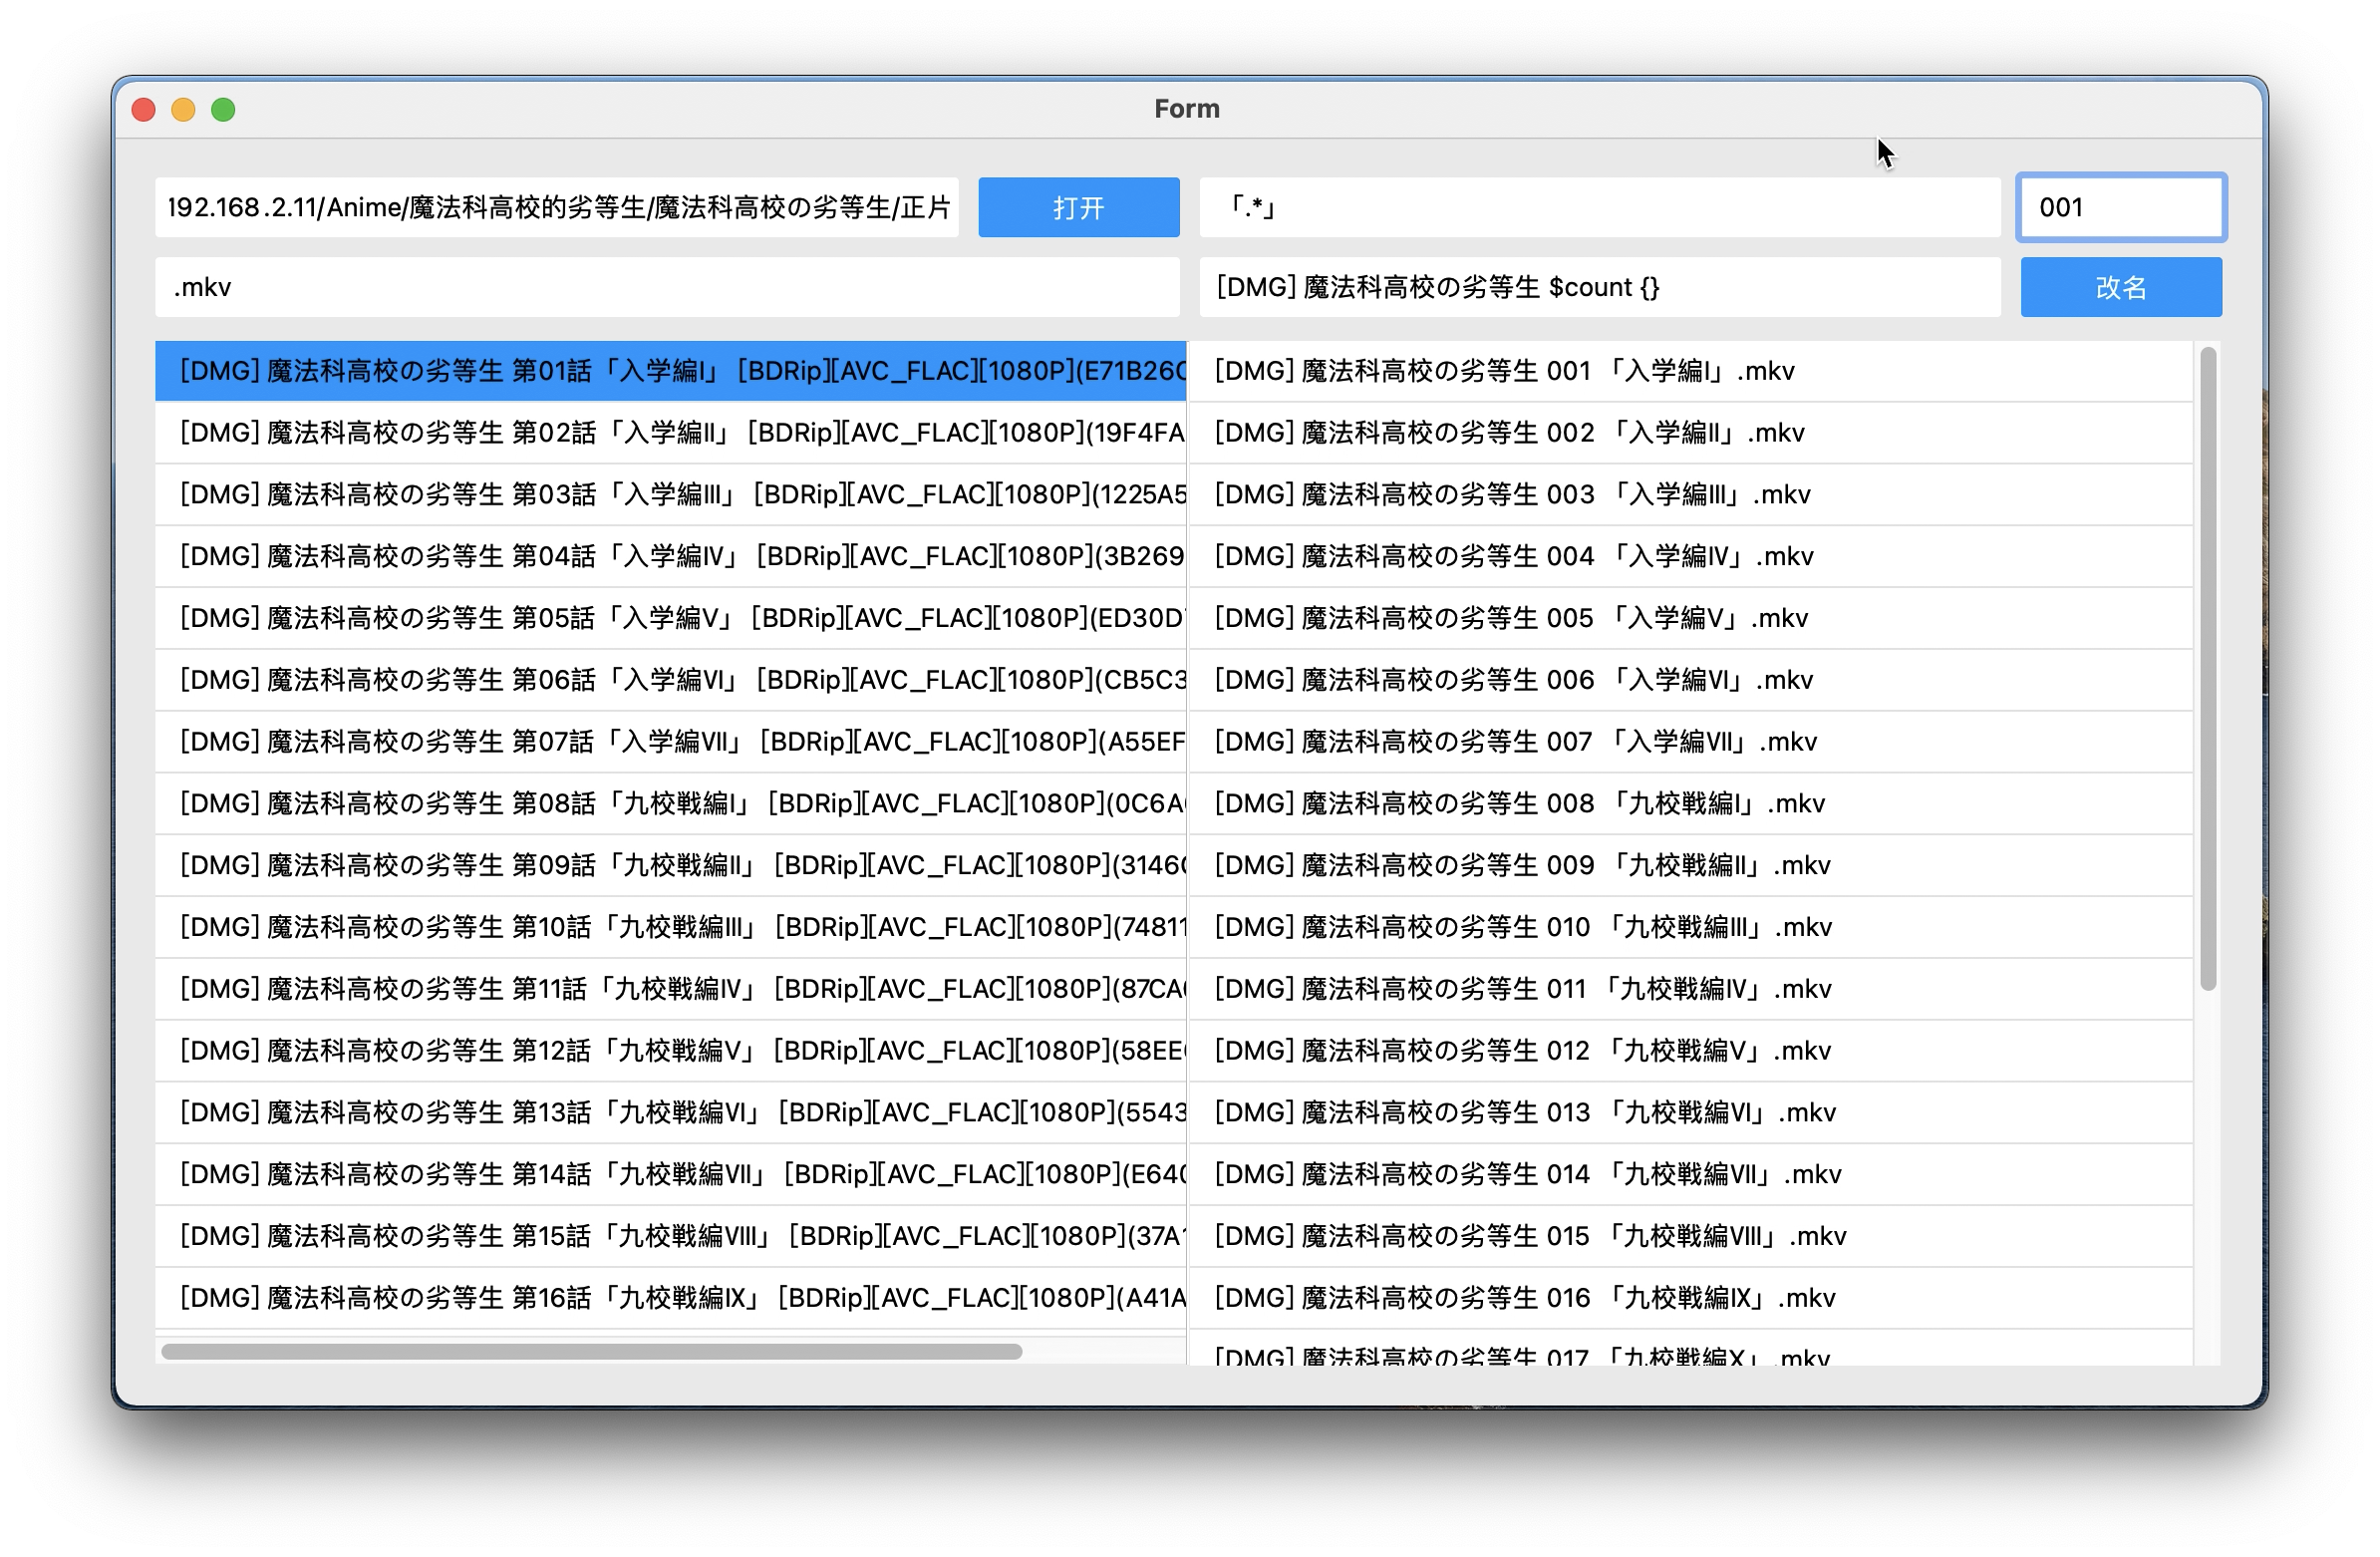 Form
192.168.2.11/Anime/魔法科高校的劣等生/魔法科高校の劣等生/正片 打开 「.*」 001
.mkv [DMG] 魔法科高校の劣等生 $count {} 改名
[DMG] 魔法科高校の劣等生 第01話「入学編Ⅰ」 [BDRip][AVC_FLAC][1080P](E71B26C [DMG] 魔法科高校の劣等生 001 「入学編Ⅰ」.mkv
[DMG] 魔法科高校の劣等生 第02話「入学編Ⅱ」 [BDRip][AVC_FLAC][1080P](19F4FA [DMG] 魔法科高校の劣等生 002 「入学編Ⅱ」.mkv
[DMG] 魔法科高校の劣等生 第03話「入学編Ⅲ」 [BDRip][AVC_FLAC][1080P](1225A5 [DMG] 魔法科高校の劣等生 003 「入学編Ⅲ」.mkv
[DMG] 魔法科高校の劣等生 第04話「入学編Ⅳ」 [BDRip][AVC_FLAC][1080P](3B269 [DMG] 魔法科高校の劣等生 004 「入学編Ⅳ」.mkv
[DMG] 魔法科高校の劣等生 第05話「入学編Ⅴ」 [BDRip][AVC_FLAC][1080P](ED30D [DMG] 魔法科高校の劣等生 005 「入学編Ⅴ」.mkv
[DMG] 魔法科高校の劣等生 第06話「入学編Ⅵ」 [BDRip][AVC_FLAC][1080P](CB5C3 [DMG] 魔法科高校の劣等生 006 「入学編Ⅵ」.mkv
[DMG] 魔法科高校の劣等生 第07話「入学編Ⅶ」 [BDRip][AVC_FLAC][1080P](A55EF [DMG] 魔法科高校の劣等生 007 「入学編Ⅶ」.mkv
[DMG] 魔法科高校の劣等生 第08話「九校戦編Ⅰ」 [BDRip][AVC_FLAC][1080P](0C6A [DMG] 魔法科高校の劣等生 008 「九校戦編Ⅰ」.mkv
[DMG] 魔法科高校の劣等生 第09話「九校戦編Ⅱ」 [BDRip][AVC_FLAC][1080P](3146 [DMG] 魔法科高校の劣等生 009 「九校戦編Ⅱ」.mkv
[DMG] 魔法科高校の劣等生 第10話「九校戦編Ⅲ」 [BDRip][AVC_FLAC][1080P](74811 [DMG] 魔法科高校の劣等生 010 「九校戦編Ⅲ」.mkv
[DMG] 魔法科高校の劣等生 第11話「九校戦編Ⅳ」 [BDRip][AVC_FLAC][1080P](87CA [DMG] 魔法科高校の劣等生 011 「九校戦編Ⅳ」.mkv
[DMG] 魔法科高校の劣等生 第12話「九校戦編Ⅴ」 [BDRip][AVC_FLAC][1080P](58EE [DMG] 魔法科高校の劣等生 012 「九校戦編Ⅴ」.mkv
[DMG] 魔法科高校の劣等生 第13話「九校戦編Ⅵ」 [BDRip][AVC_FLAC][1080P](5543 [DMG] 魔法科高校の劣等生 013 「九校戦編Ⅵ」.mkv
[DMG] 魔法科高校の劣等生 第14話「九校戦編Ⅶ」 [BDRip][AVC_FLAC][1080P](E640 [DMG] 魔法科高校の劣等生 014 「九校戦編Ⅶ」.mkv
[DMG] 魔法科高校の劣等生 第15話「九校戦編Ⅷ」 [BDRip][AVC_FLAC][1080P](37A [DMG] 魔法科高校の劣等生 015 「九校戦編Ⅷ」.mkv
[DMG] 魔法科高校の劣等生 第16話「九校戦編Ⅸ」 [BDRip][AVC_FLAC][1080P](A41A [DMG] 魔法科高校の劣等生 016 「九校戦編Ⅸ」.mkv
[DMG] 魔法科高校の劣等生 017 「九校戦編Ⅹ」.mkv